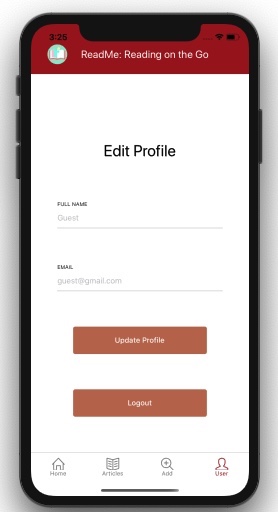 3:25
ReadMe: Reading on the Go
Edit Profile
FULL NAME
Guest
EMAIL
guest@gmail.com
Update Profile
Logout
Home Articles Add User